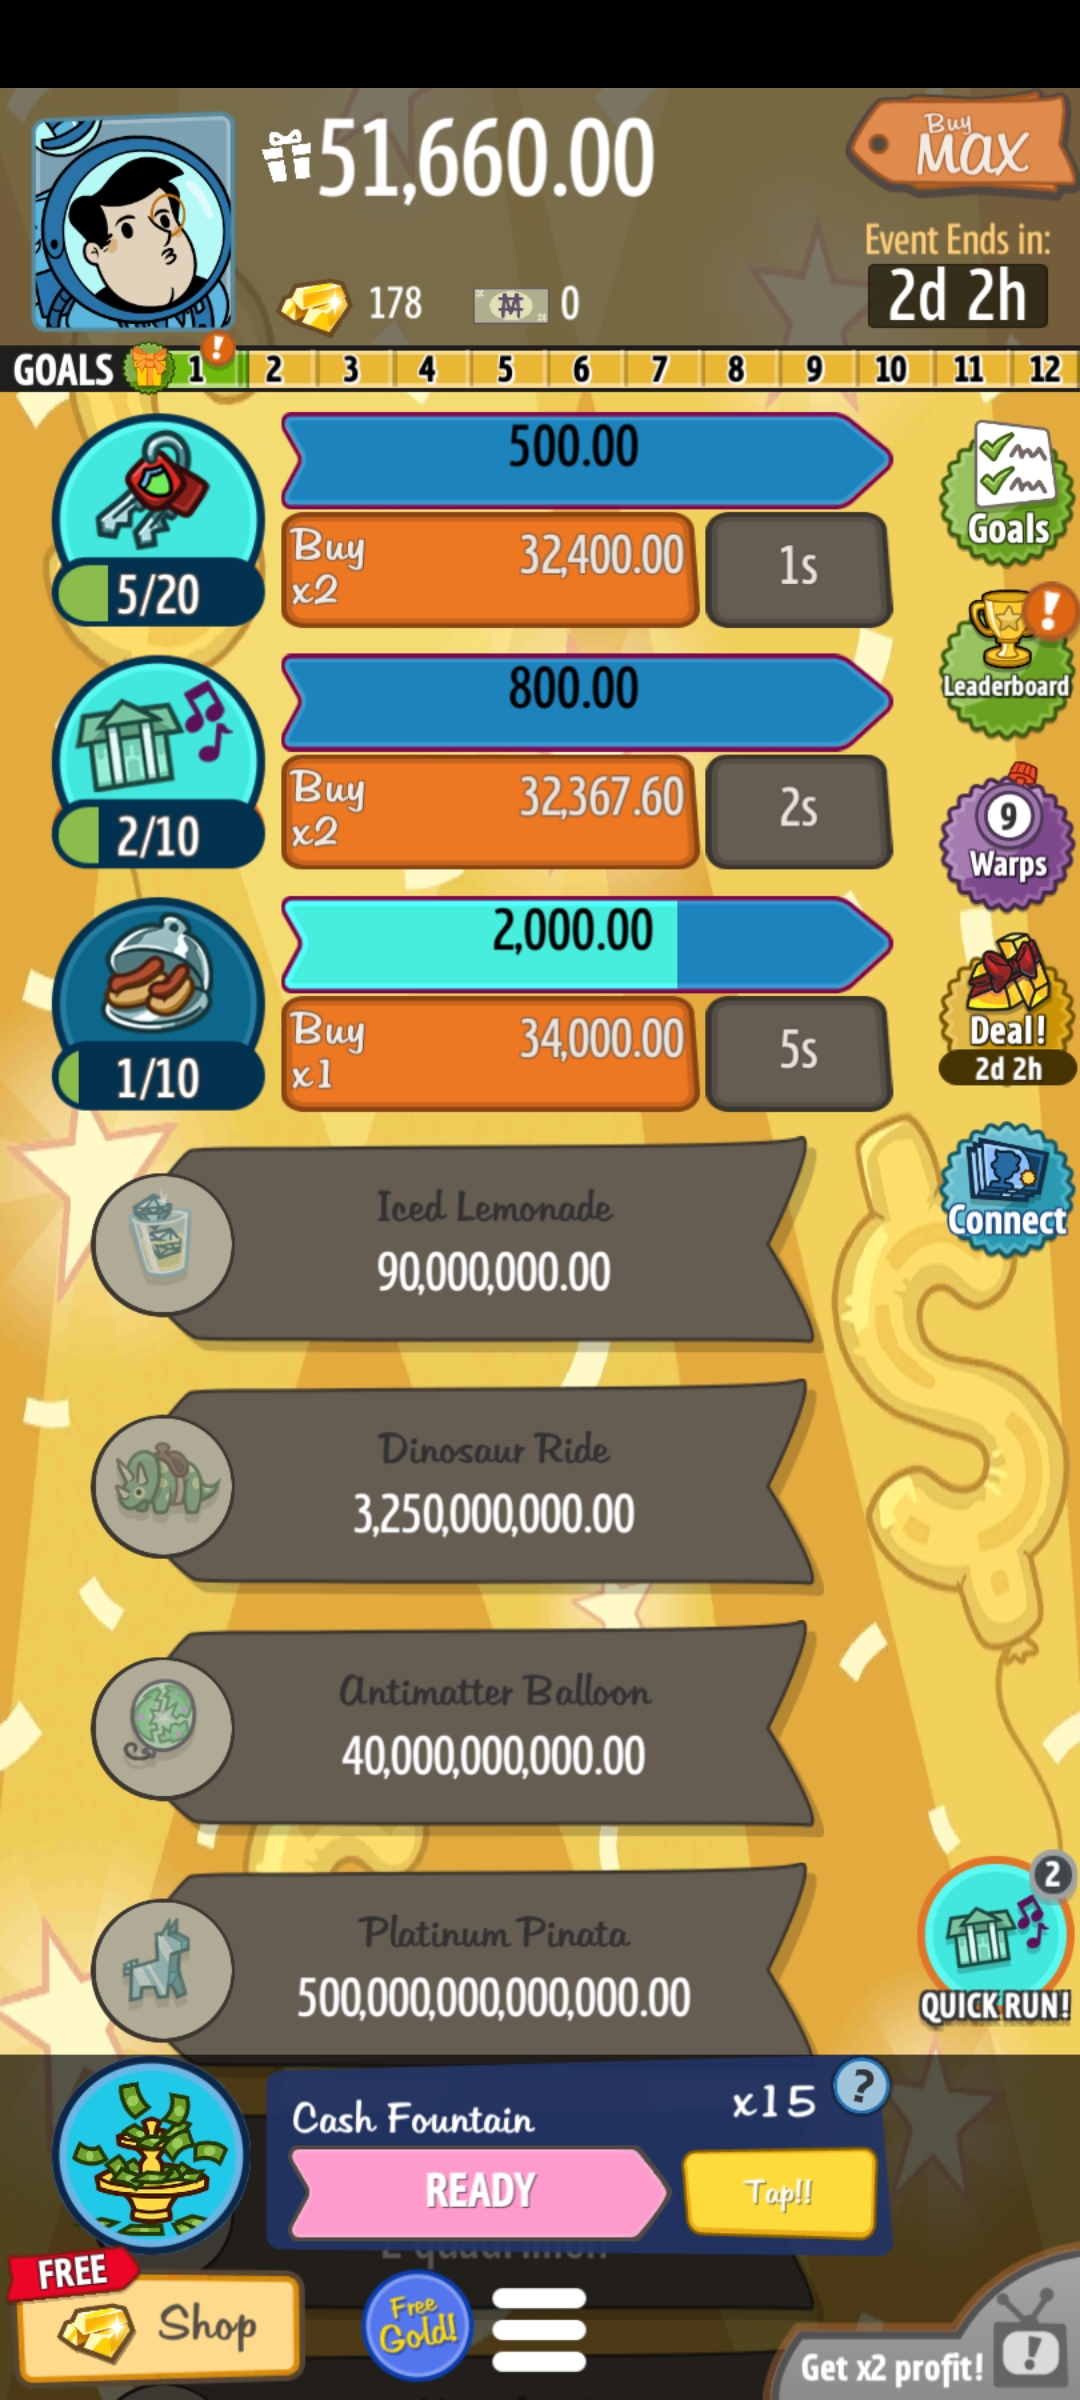 51,660.00
Buy
MAX
178
0
Event Ends in:
2d 2h
GOALS 1 ! 2 3 4 5 6 7 8 9 10 11 12
500.00
5/20
Buy
x2
32,400.00
1s
Goals
800.00
2/10
Buy
x2
32,367.60
2s
!
Leaderboard
9
Warps
2,000.00
1/10
Buy
x1
34,000.00
5s
Deal!
2d 2h
Connect
Iced Lemonade
90,000,000.00
Dinosaur Ride
3,250,000,000.00
Antimatter Balloon
40,000,000,000.00
Platinum Pinata
500,000,000,000,000.00
2
QUICK RUN!
Cash Fountain
x15
?
READY
Tap!!
FREE
Shop
Free
Gold!
Get x2 profit!
!